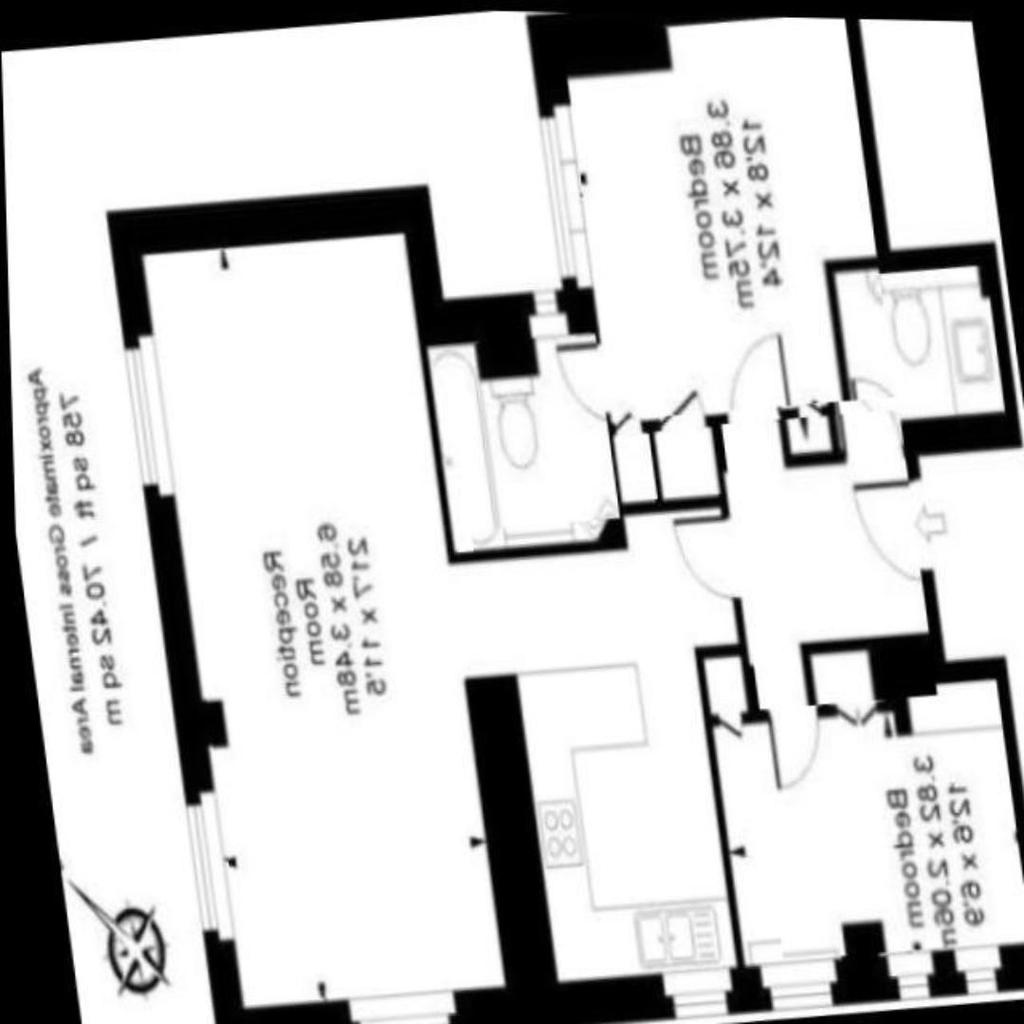 Bedroom
3.86 x 3.75m
12'8 x 12'4
Reception
Room
6.58 x 3.48m
21'7 x 11'5
Bedroom
3.82 x 2.06m
12'6 x 6'9
Approximate Gross Internal Area
758 sq ft / 70.42 sq m